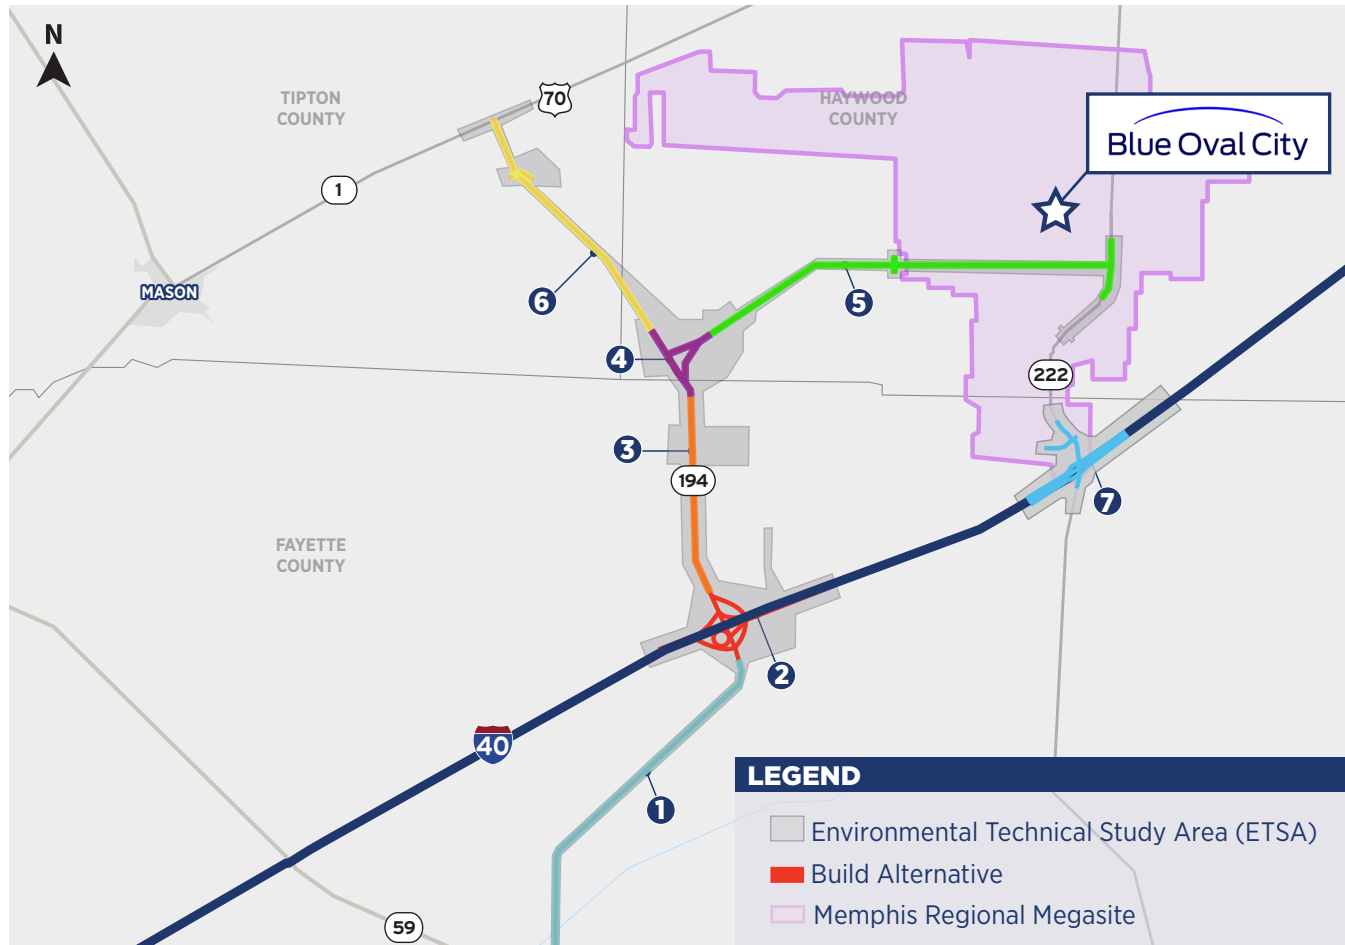 N
TIPTON
COUNTY
70
HAYWOOD
COUNTY
Blue Oval City
1
MASON
6
5
4
222
3
194
7
FAYETTE
COUNTY
2
40
1
59
LEGEND
Environmental Technical Study Area (ETSA)
Build Alternative
Memphis Regional Megasite